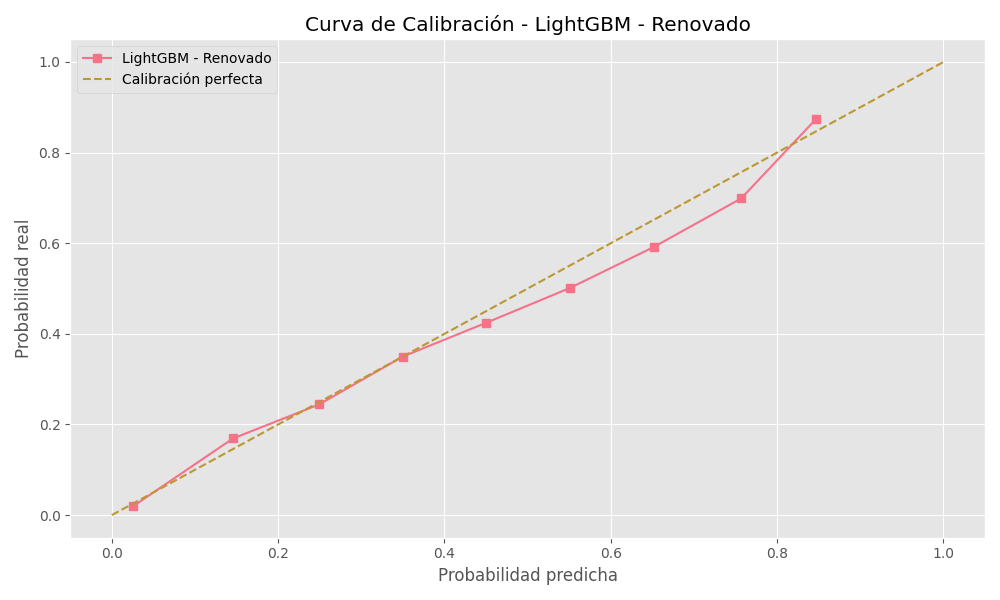 Curva de Calibración - LightGBM - Renovado
LightGBM - Renovado
Calibración perfecta
Probabilidad real
1.0
0.8
0.6
0.4
0.2
0.0
0.0 0.2 0.4 0.6 0.8 1.0
Probabilidad predicha